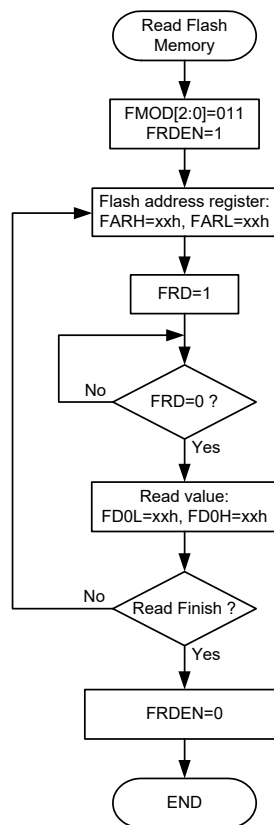 Read Flash
Memory
FMOD[2:0]=011
FRDEN=1
Flash address register:
FARH=xxh, FARL=xxh
FRD=1
No
FRD=0 ?
Yes
Read value:
FD0L=xxh, FD0H=xxh
No
Read Finish ?
Yes
FRDEN=0
END